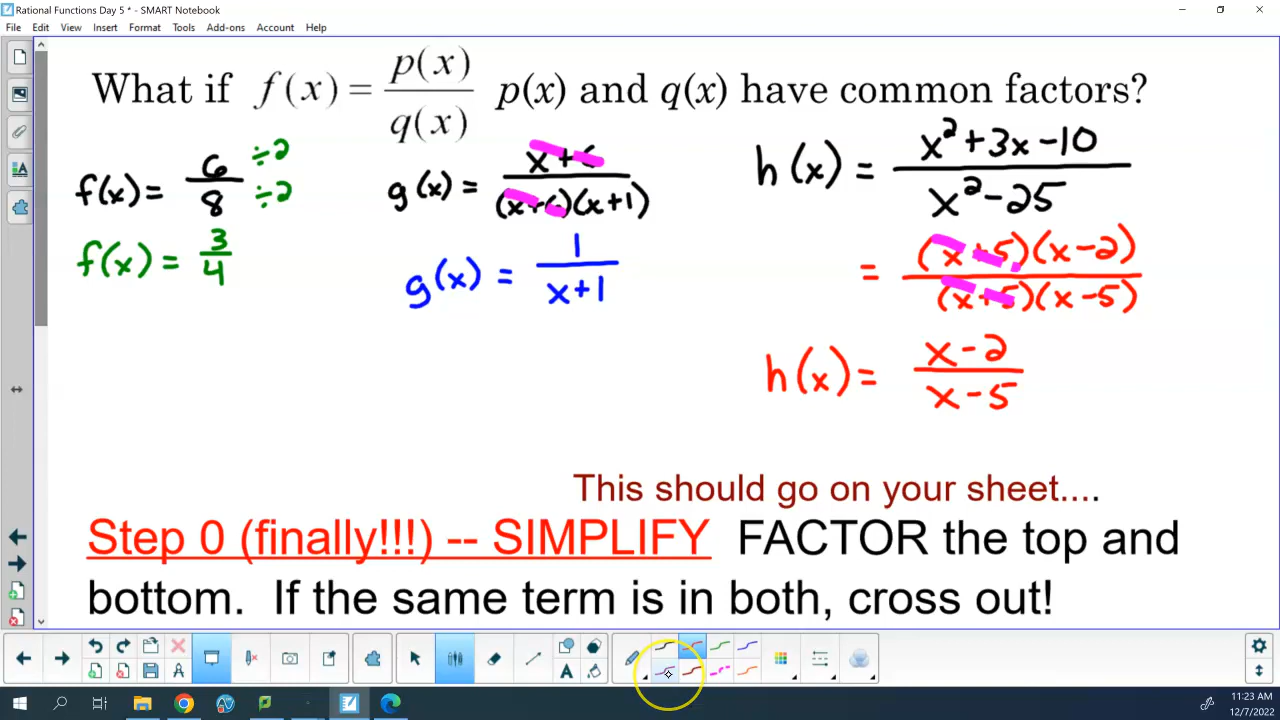 Rational Functions Day 5 * - SMART Notebook
File Edit View Insert Format Tools Add-ons Account Help
What if f(x) = p(x)/q(x) p(x) and q(x) have common factors?
f(x) = 6/8 ÷2 ÷2
f(x) = 3/4
g(x) = x+6/(x+6)(x+1)
g(x) = 1/x+1
h(x) = x²+3x-10/x²-25
= (x+5)(x-2)/(x+5)(x-5)
h(x) = x-2/x-5
This should go on your sheet....
Step 0 (finally!!!) -- SIMPLIFY FACTOR the top and
bottom. If the same term is in both, cross out!
11:23 AM
12/7/2022